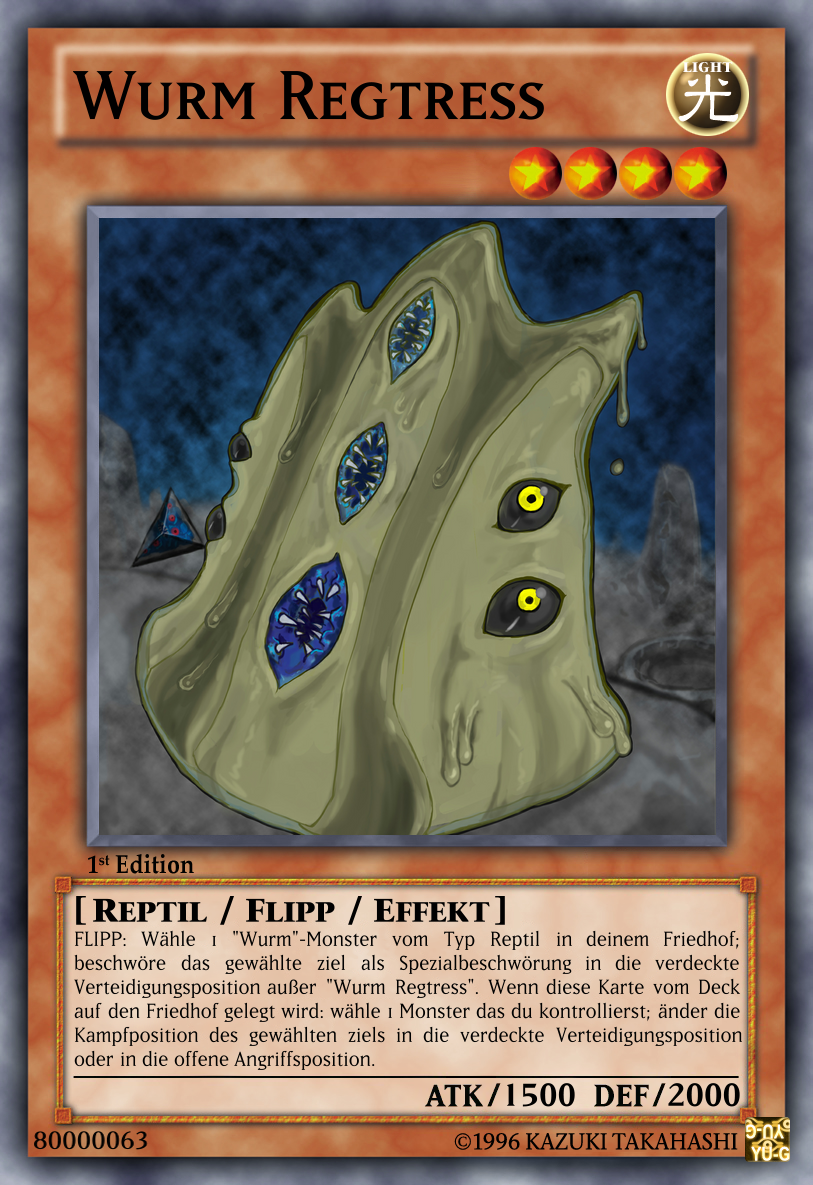 Wurm Regtress
LIGHT
光
1st Edition
[ Reptil / Flipp / Effekt ]
FLIPP: Wähle 1 "Wurm"-Monster vom Typ Reptil in deinem Friedhof;
beschwöre das gewählte ziel als Spezialbeschwörung in die verdeckte
Verteidigungsposition außer "Wurm Regtress". Wenn diese Karte vom Deck
auf den Friedhof gelegt wird: wähle 1 Monster das du kontrollierst; änder die
Kampfposition des gewählten ziels in die verdeckte Verteidigungsposition
oder in die offene Angriffsposition.
ATK/1500 DEF/2000
80000063
©1996 KAZUKI TAKAHASHI